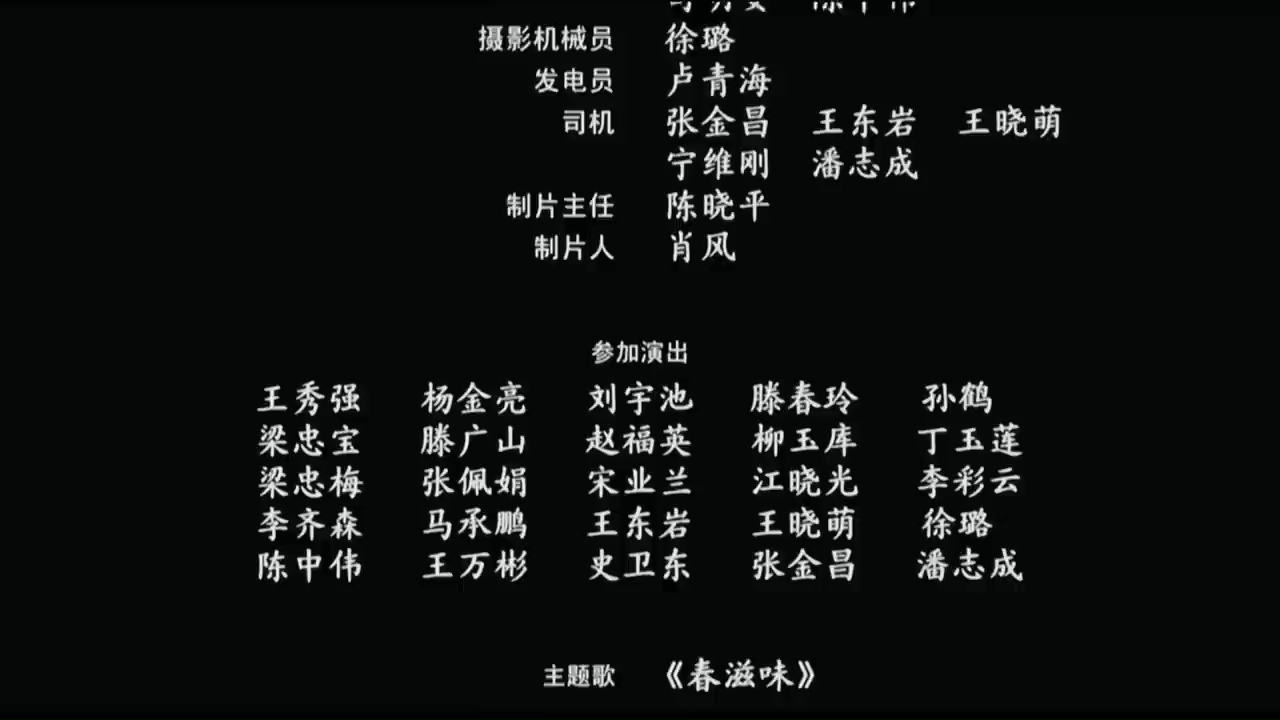 摄影机械员 徐璐
发电员 卢青海
司机 张金昌 王东岩 王晓萌
宁维刚 潘志成
制片主任 陈晓平
制片人 肖风
参加演出
王秀强 杨金亮 刘宇池 滕春玲 孙鹤
梁忠宝 滕广山 赵福英 柳玉库 丁玉莲
梁忠梅 张佩娟 宋业兰 江晓光 李彩云
李齐森 马承鹏 王东岩 王晓萌 徐璐
陈中伟 王万彬 史卫东 张金昌 潘志成
主题歌 《春滋味》